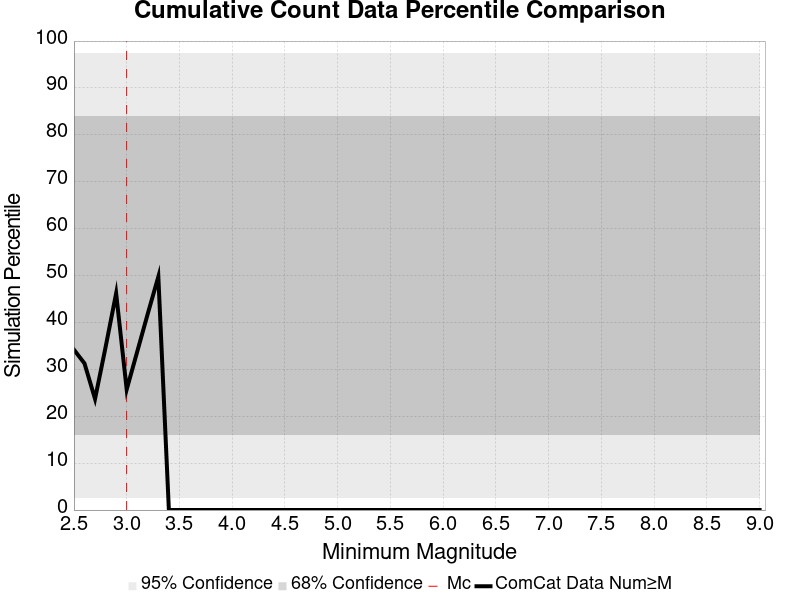 Cumulative Count Data Percentile Comparison
100
90
80
70
60
50
40
30
20
10
0
Simulation Percentile
2.5 3.0 3.5 4.0 4.5 5.0 5.5 6.0 6.5 7.0 7.5 8.0 8.5 9.0
Minimum Magnitude
95% Confidence 68% Confidence Mc ComCat Data Num≥M